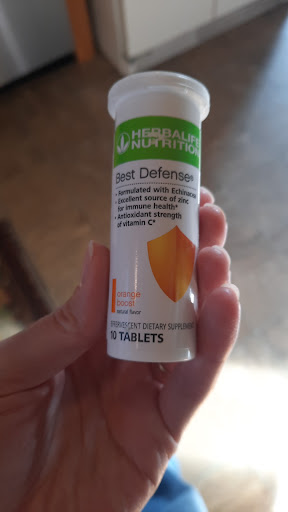 HERBALIFE
NUTRITION
Best Defense®
• Formulated with Echinacea
• Excellent source of zinc
for immune health*
• Antioxidant strength
of vitamin C*
orange
boost
natural flavor
EFFERVESCENT DIETARY SUPPLEMENT
10 TABLETS